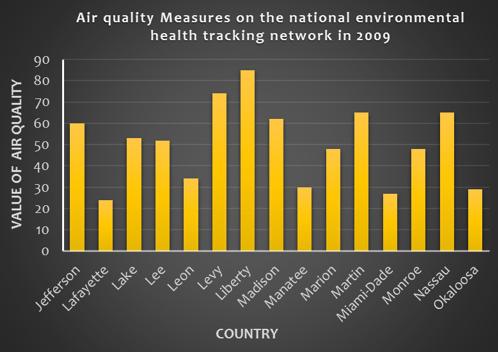 Air quality Measures on the national environmental
health tracking network in 2009
VALUE OF AIR QUALITY
90
80
70
60
50
40
30
20
10
0
Jefferson
Lafayette
Lake
Lee
Leon
Levy
Liberty
Madison
Manatee
Marion
Martin
Miami-Dade
Monroe
Nassau
Okaloosa
COUNTRY